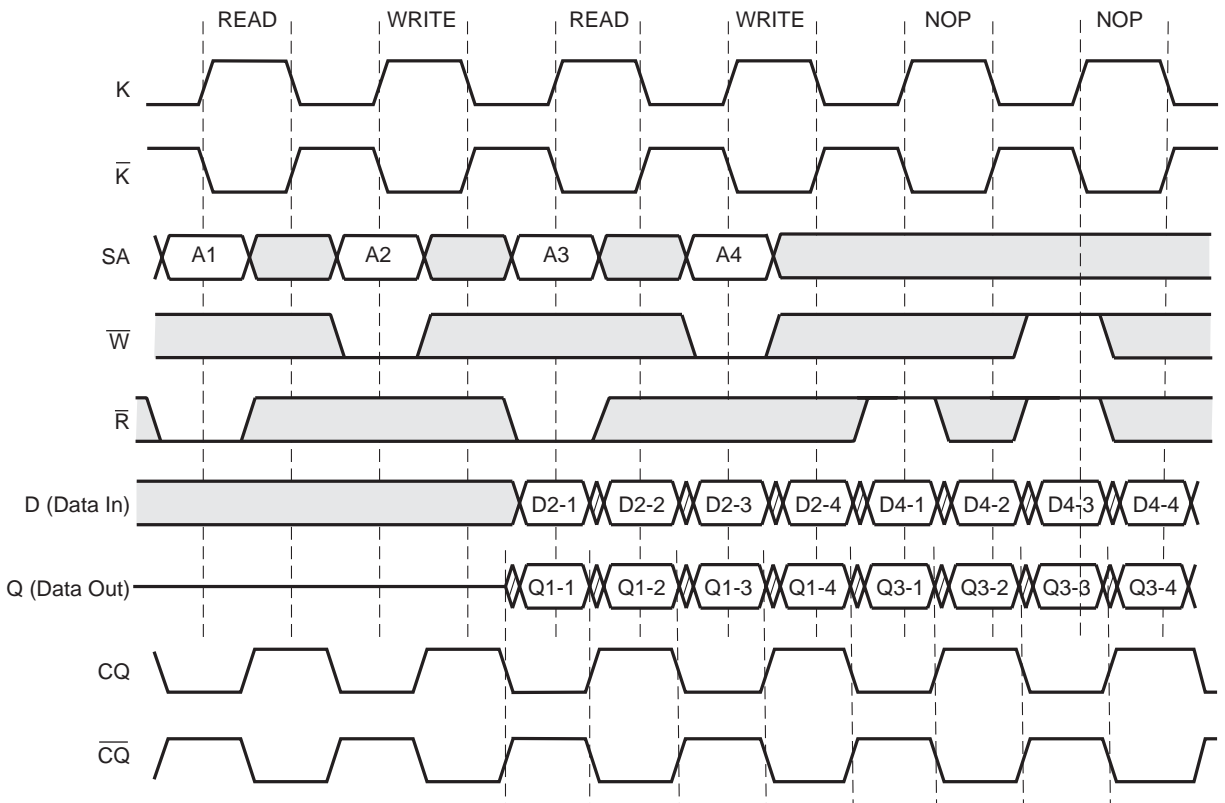 READ WRITE READ WRITE NOP NOP
K
K̅
SA A1 A2 A3 A4
W̅
R̅
D (Data In) D2-1 D2-2 D2-3 D2-4 D4-1 D4-2 D4-3 D4-4
Q (Data Out) Q1-1 Q1-2 Q1-3 Q1-4 Q3-1 Q3-2 Q3-3 Q3-4
CQ
C̅Q̅